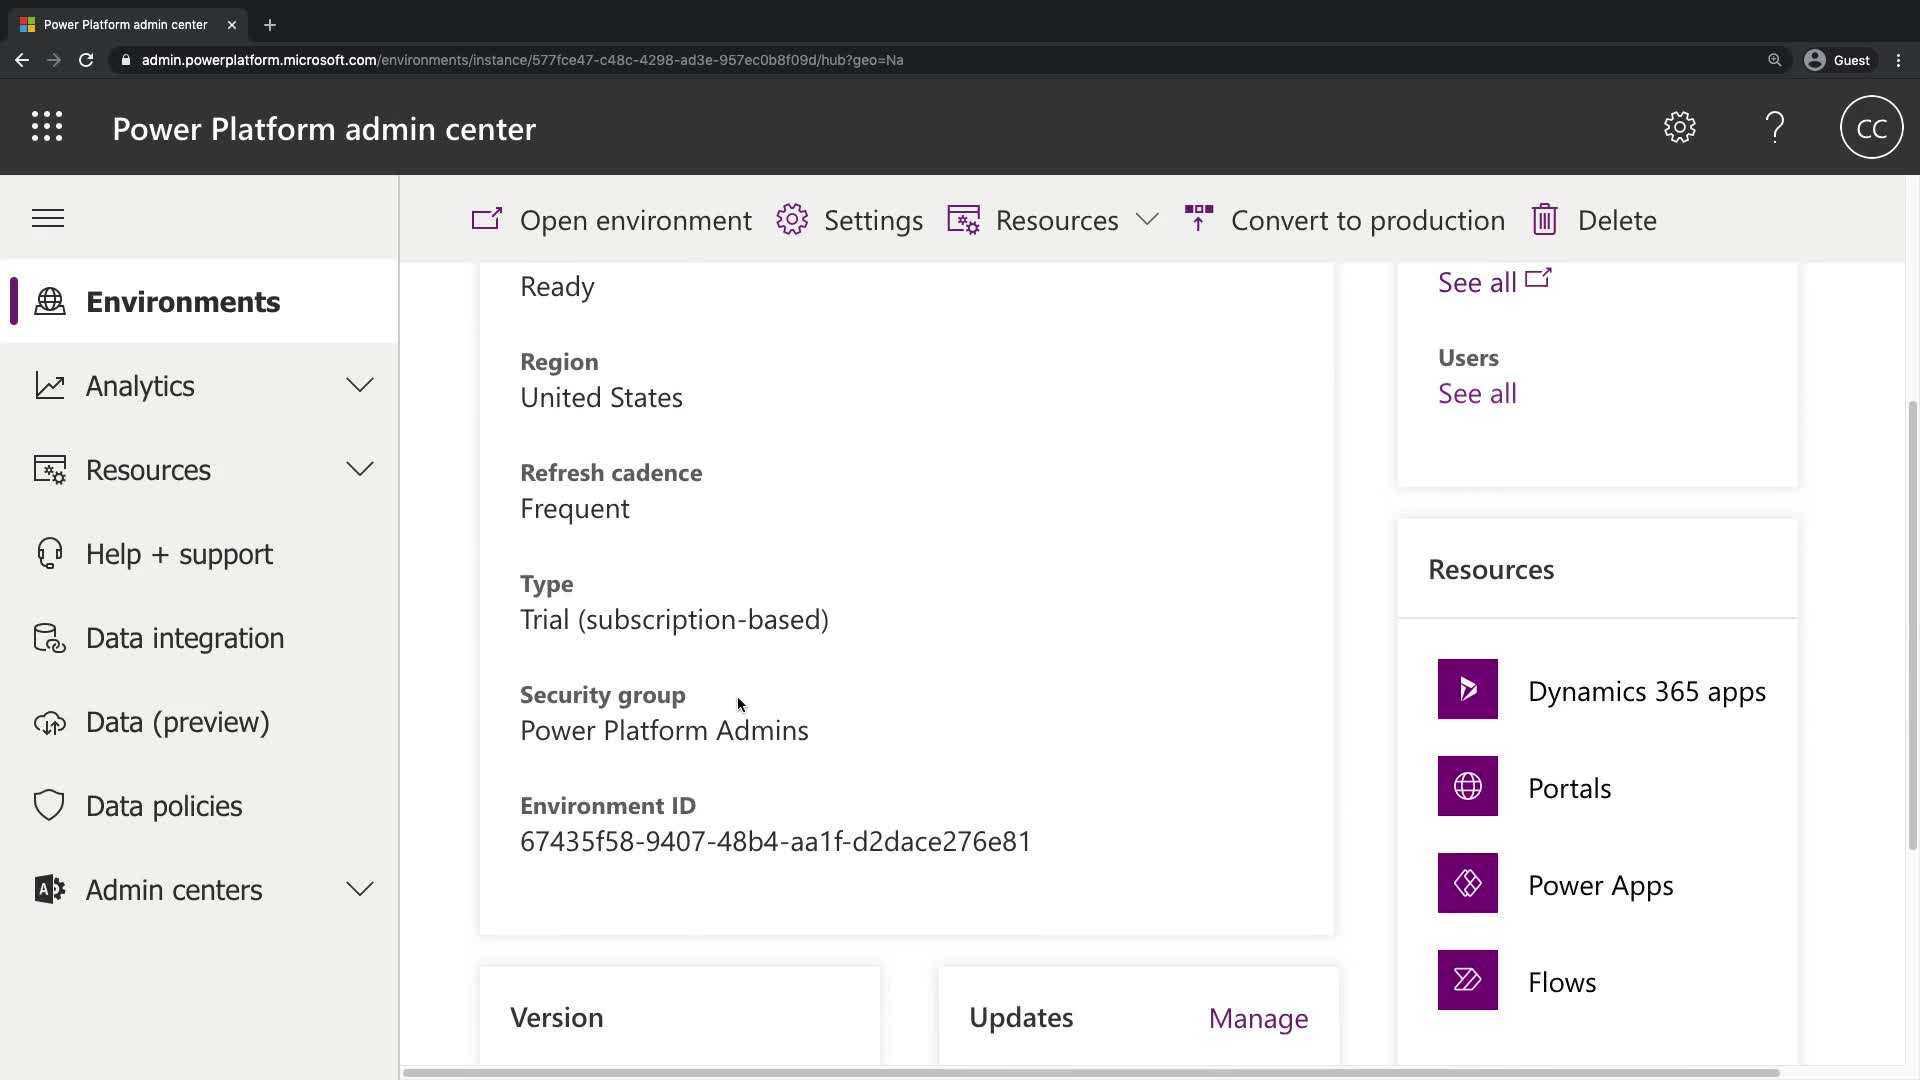 Power Platform admin center
admin.powerplatform.microsoft.com/environments/instance/577fce47-c48c-4298-ad3e-957ec0b8f09d/hub?geo=Na
Guest
Power Platform admin center
CC
Open environment
Settings
Resources
Convert to production
Delete
Environments
Analytics
Resources
Help + support
Data integration
Data (preview)
Data policies
Admin centers
Ready
Region
United States
Refresh cadence
Frequent
Type
Trial (subscription-based)
Security group
Power Platform Admins
Environment ID
67435f58-9407-48b4-aa1f-d2dace276e81
Version
Updates
Manage
See all
Users
See all
Resources
Dynamics 365 apps
Portals
Power Apps
Flows